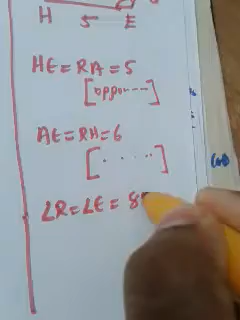 H 5 E
HE = RA = 5
[oppo----]
AE = RH = 6
[. . . . .]
∠R = ∠E = 8